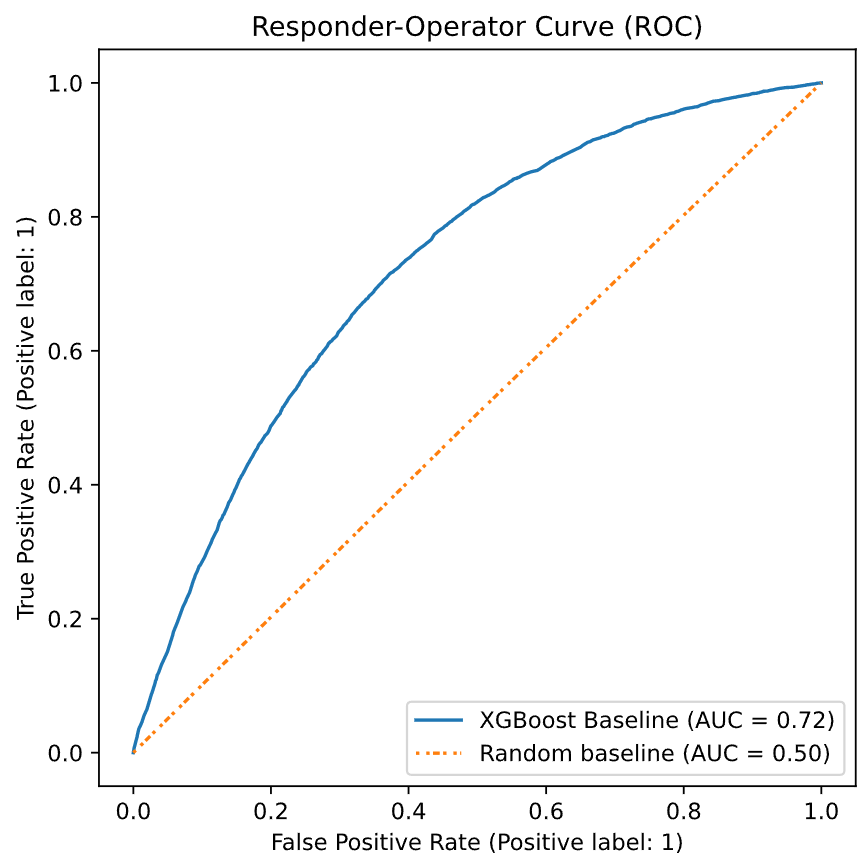 Responder-Operator Curve (ROC)
True Positive Rate (Positive label: 1)
1.0
0.8
0.6
0.4
0.2
0.0
XGBoost Baseline (AUC = 0.72)
Random baseline (AUC = 0.50)
0.0 0.2 0.4 0.6 0.8 1.0
False Positive Rate (Positive label: 1)